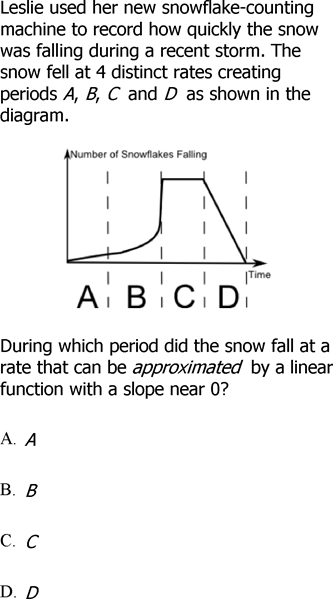 Leslie used her new snowflake-counting
machine to record how quickly the snow
was falling during a recent storm. The
snow fell at 4 distinct rates creating
periods A, B, C and D as shown in the
diagram.
Number of Snowflakes Falling
Time
A B C D
During which period did the snow fall at a
rate that can be approximated by a linear
function with a slope near 0?
A. A
B. B
C. C
D. D